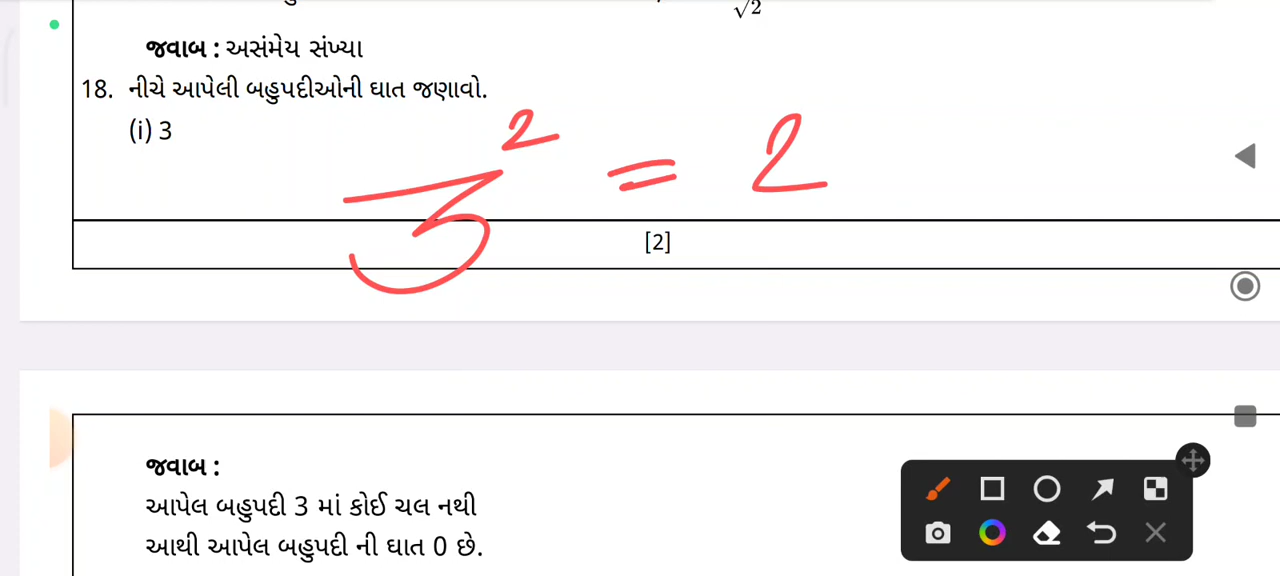 √2
જવાબ : અસંમેય સંખ્યા
18. નીચે આપેલી બહુપદીઓની ઘાત જણાવો.
(i) 3
3² = 2
[2]
જવાબ :
આપેલ બહુપદી 3 માં કોઈ ચલ નથી
આથી આપેલ બહુપદી ની ઘાત 0 છે.